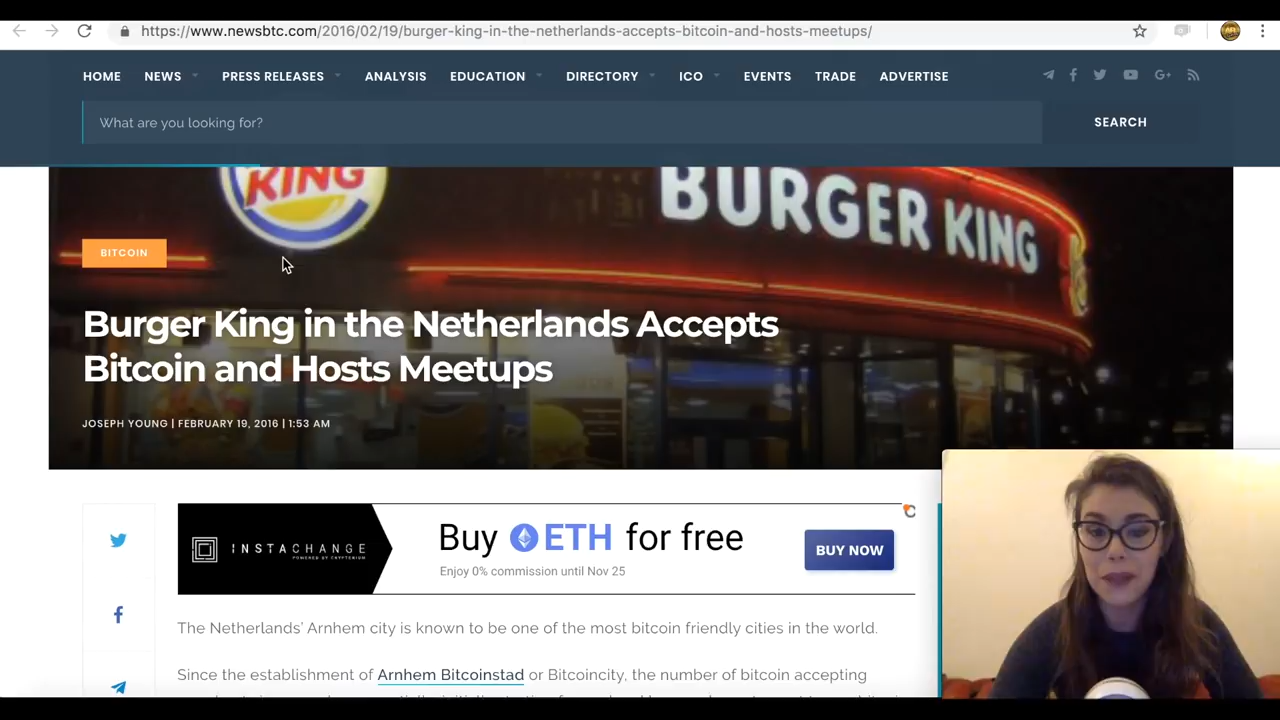 https://www.newsbtc.com/2016/02/19/burger-king-in-the-netherlands-accepts-bitcoin-and-hosts-meetups/
HOME NEWS PRESS RELEASES ANALYSIS EDUCATION DIRECTORY ICO EVENTS TRADE ADVERTISE
What are you looking for?
SEARCH
KING
BURGER KING
BITCOIN
Burger King in the Netherlands Accepts
Bitcoin and Hosts Meetups
JOSEPH YOUNG | FEBRUARY 19, 2016 | 1:53 AM
INSTACHANGE
POWERED BY CRYPTERIUM
Buy ETH for free
Enjoy 0% commission until Nov 25
BUY NOW
The Netherlands' Arnhem city is known to be one of the most bitcoin friendly cities in the world.
Since the establishment of Arnhem Bitcoinstad or Bitcoincity, the number of bitcoin accepting